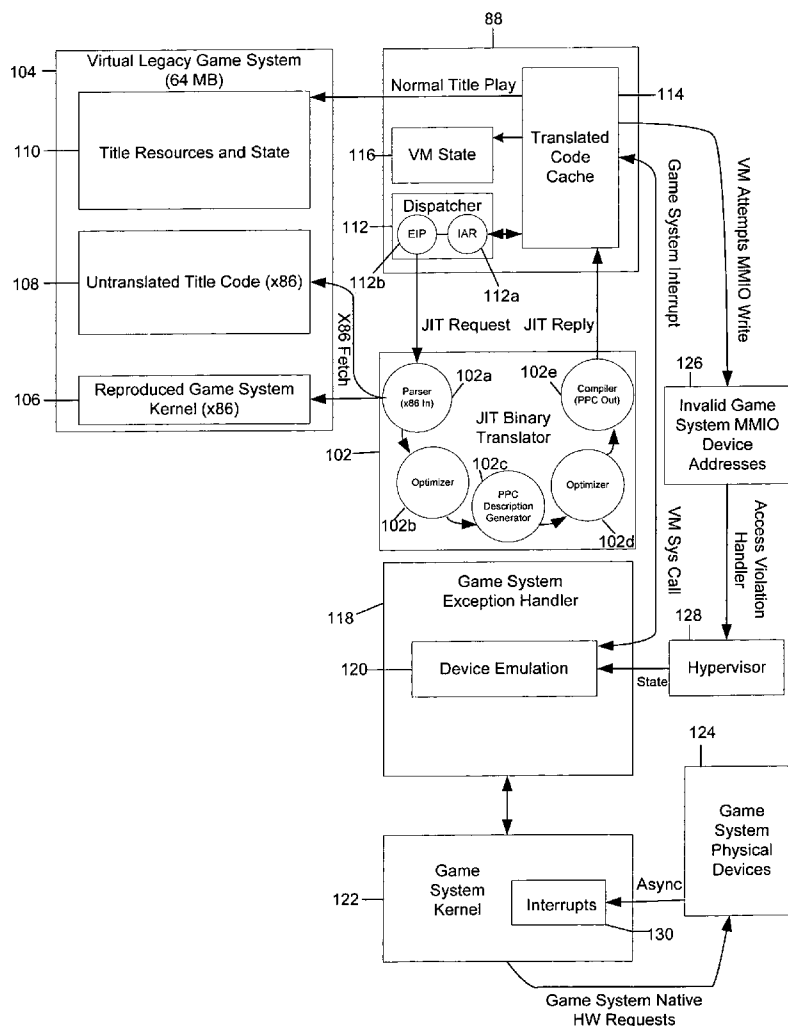 88
104
Virtual Legacy Game System
(64 MB)
Normal Title Play
114
110
Title Resources and State
116
VM State
Translated
Code
Cache
Dispatcher
112
EIP
IAR
112b
112a
108
Untranslated Title Code (x86)
X86 Fetch
JIT Request
JIT Reply
Game System Interrupt
VM Attempts MMIO Write
106
Reproduced Game System
Kernel (x86)
Parser
(x86 In)
102a
102e
Compiler
(PPC Out)
JIT Binary
Translator
102
102c
Optimizer
102b
PPC
Description
Generator
Optimizer
102d
126
Invalid Game
System MMIO
Device
Addresses
VM Sys Call
Access Violation
Handler
118
Game System
Exception Handler
120
Device Emulation
State
128
Hypervisor
124
Game
System
Physical
Devices
122
Game
System
Kernel
Interrupts
130
Async
Game System Native
HW Requests